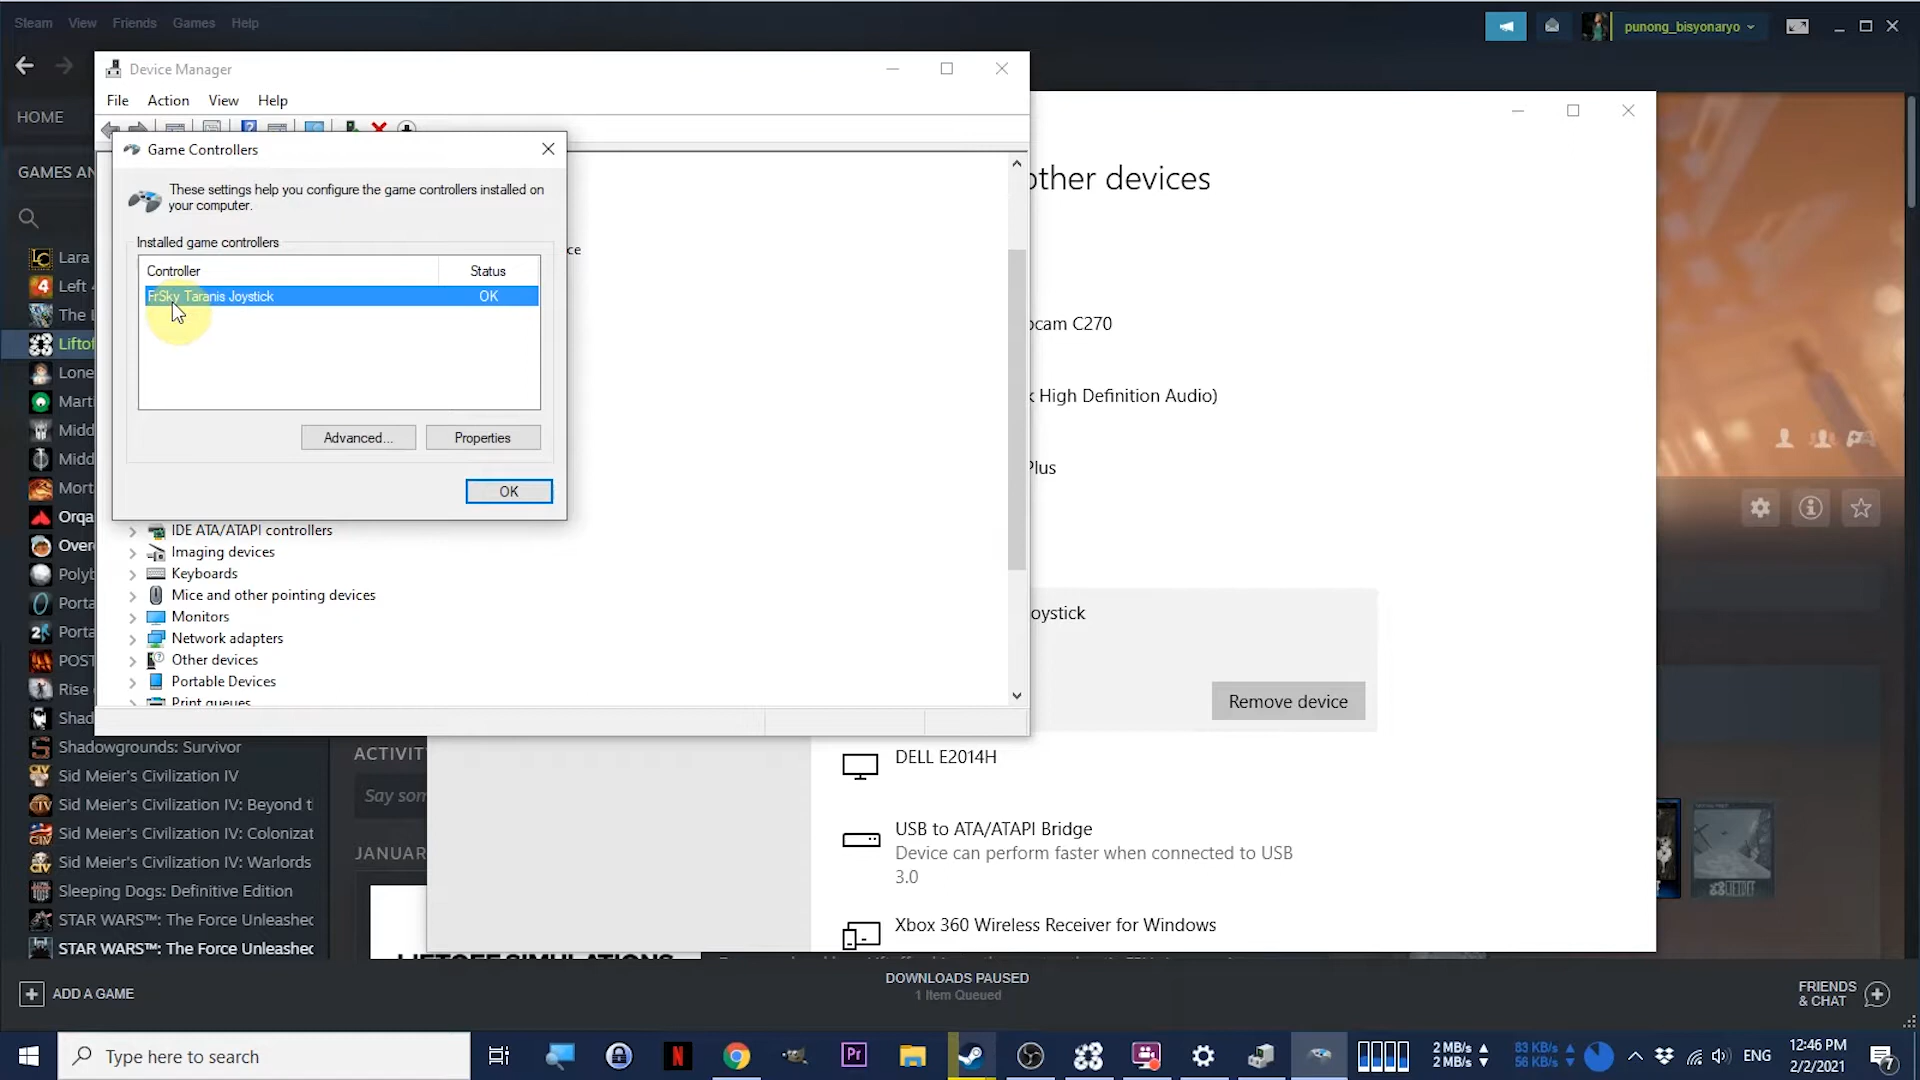 Steam View Friends Games Help
punong_bisyonaryo
Device Manager
File Action View Help
HOME
GAMES AN
Game Controllers
These settings help you configure the game controllers installed on
your computer.
Installed game controllers
Controller Status
FrSky Taranis Joystick OK
Advanced...
Properties
OK
ce
IDE ATA/ATAPI controllers
Imaging devices
Keyboards
Mice and other pointing devices
Monitors
Network adapters
Other devices
Portable Devices
Print queues
other devices
ocam C270
k High Definition Audio)
Plus
oystick
Remove device
DELL E2014H
USB to ATA/ATAPI Bridge
Device can perform faster when connected to USB
3.0
Xbox 360 Wireless Receiver for Windows
Lara
Left
The
Liftof
Lone
Marti
Midd
Midd
Mort
Orqa
Over
Polyb
Porta
Porta
POST
Rise
Shad
Shadowgrounds: Survivor
Sid Meier's Civilization IV
Sid Meier's Civilization IV: Beyond t
Sid Meier's Civilization IV: Colonizat
Sid Meier's Civilization IV: Warlords
Sleeping Dogs: Definitive Edition
STAR WARS™: The Force Unleashed
STAR WARS™: The Force Unleashed
ACTIVIT
Say som
JANUAR
LIFTOFF SIMULATIONS
LIFTOFF
ADD A GAME
DOWNLOADS PAUSED
1 Item Queued
FRIENDS
& CHAT
Type here to search
Pr
2 MB/s
2 MB/s
83 KB/s
56 KB/s
ENG
12:46 PM
2/2/2021
7